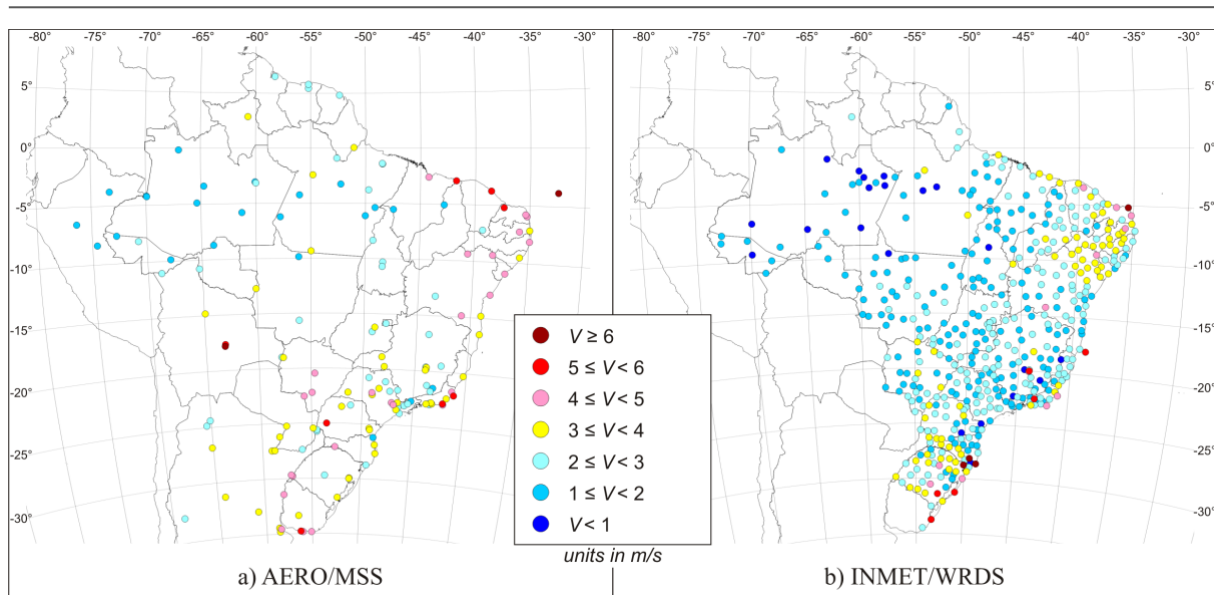 -80° -75° -70° -65° -60° -55° -50° -45° -40° -35° -30°
5°
0°
-5°
-10°
-15°
-20°
-25°
-30°
a) AERO/MSS
V ≥ 6
5 ≤ V < 6
4 ≤ V < 5
3 ≤ V < 4
2 ≤ V < 3
1 ≤ V < 2
V < 1
units in m/s
-80° -75° -70° -65° -60° -55° -50° -45° -40° -35° -30°
5°
0°
-5°
-10°
-15°
-20°
-25°
-30°
b) INMET/WRDS